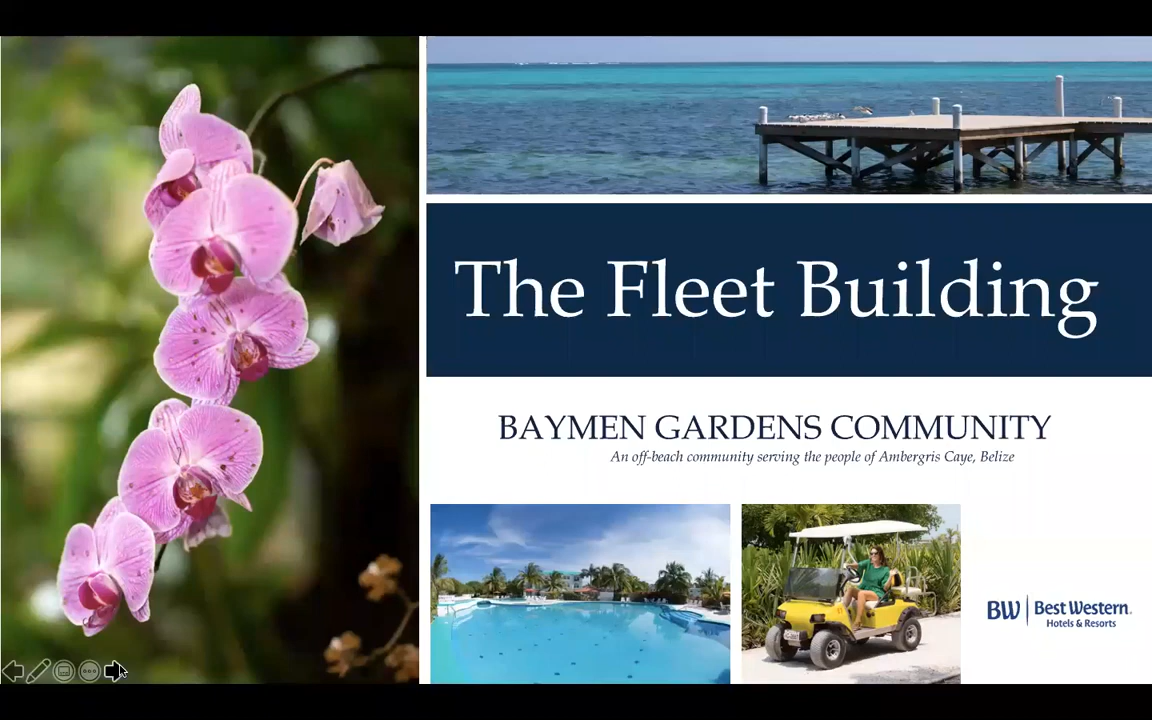 The Fleet Building
BAYMEN GARDENS COMMUNITY
An off-beach community serving the people of Ambergris Caye, Belize
BW Best Western.
Hotels & Resorts